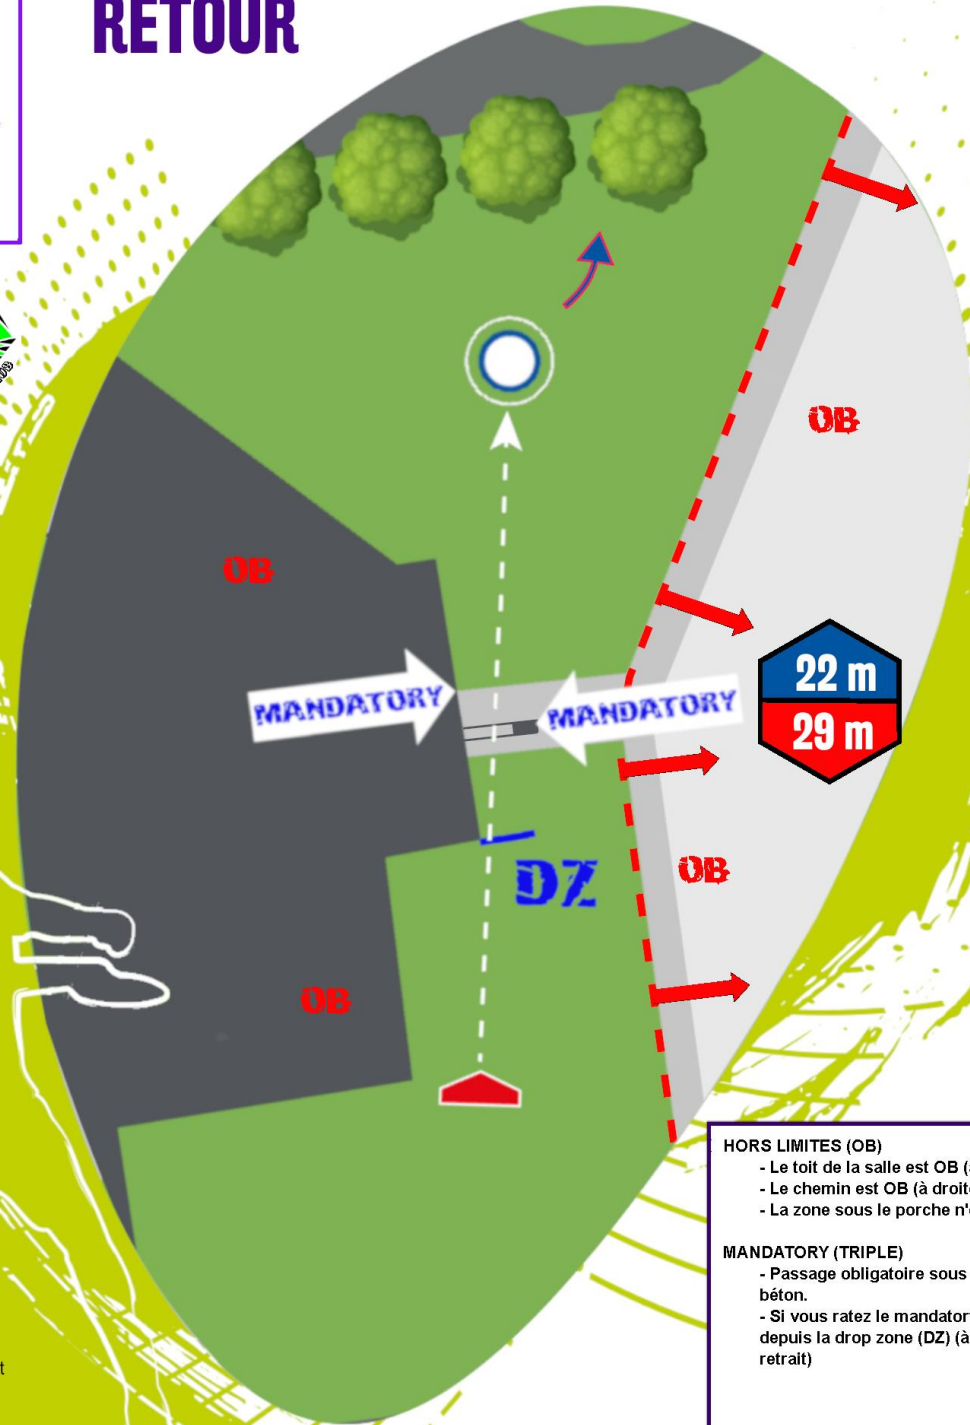 RETOUR
OB
OB
MANDATORY
MANDATORY
22 m
29 m
DZ
OB
OB
HORS LIMITES (OB)
- Le toit de la salle est OB
- Le chemin est OB (à
- La zone sous le porche
MANDATORY (TRIPLE)
- Passage obligatoire sous
béton.
- Si vous ratez le
depuis la drop zone (DZ) (à
retrait)